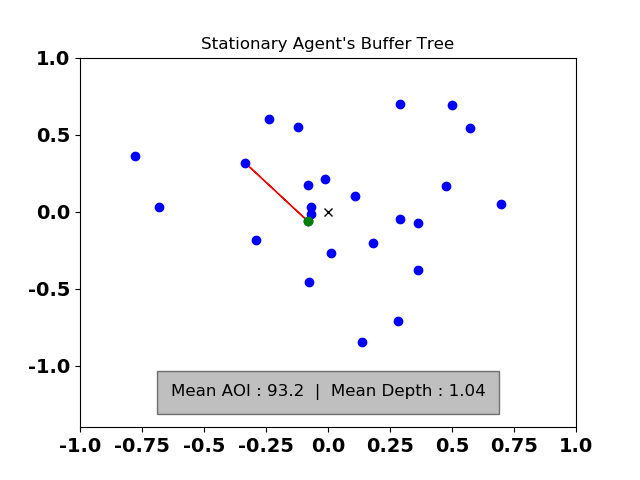 Stationary Agent's Buffer Tree
1.0
0.5
0.0
-0.5
-1.0
Mean AOI : 93.2 | Mean Depth : 1.04
-1.0 -0.75 -0.5 -0.25 0.0 0.25 0.5 0.75 1.0